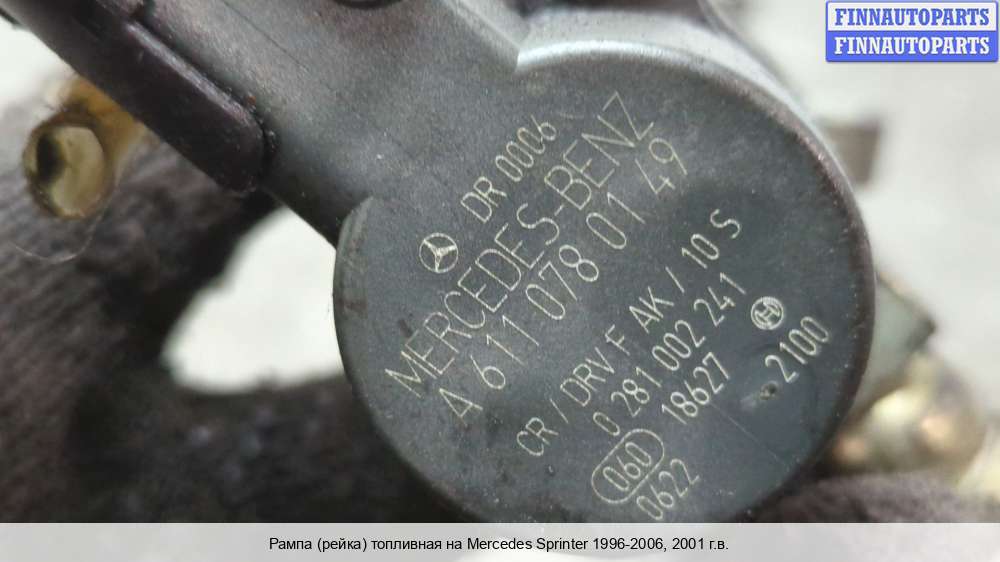 FINNAUTOPARTS
FINNAUTOPARTS
DR 0006
MERCEDES-BENZ
A 611 078 01 49
CR / DRV F AK / 10 S
0 281 002 241
18627 2100
060
0622
Рампа (рейка) топливная на Mercedes Sprinter 1996-2006, 2001 г.в.